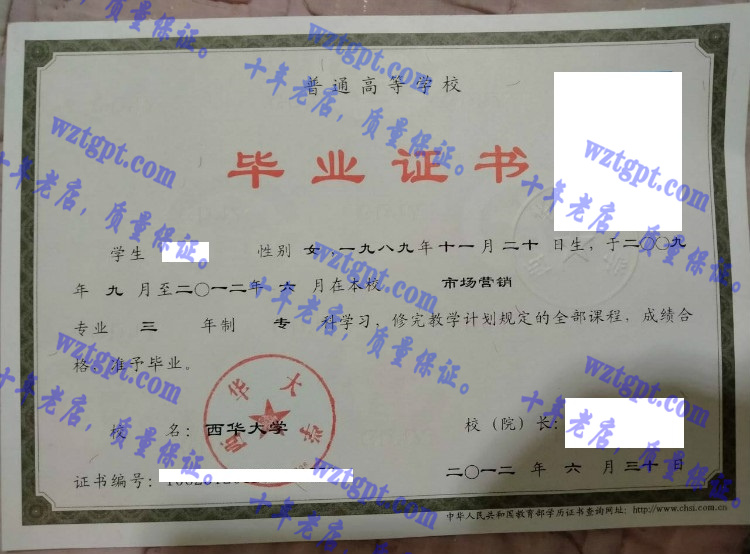 普通高等学校
毕业证书
学生 性别 女，一九八九年十一月二十日生，于二〇〇九
年 九 月至二〇一二年 六 月在本校 市场营销
专业 三 年制 专 科学习，修完教学计划规定的全部课程，成绩合
格，准予毕业。
校 名：西华大学 校（院）长：
西华大学
证书编号： 二〇一二 年 六 月三十日
中华人民共和国教育部学历证书查询网址：http://www.chsi.com.cn
wztgpt.com
十年老店，质量保证。